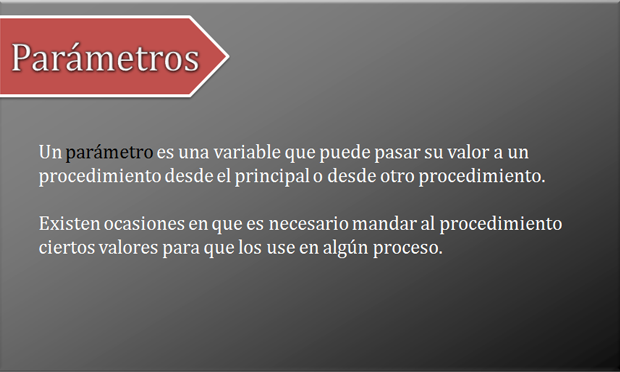 Parámetros
Un parámetro es una variable que puede pasar su valor a un
procedimiento desde el principal o desde otro procedimiento.
Existen ocasiones en que es necesario mandar al procedimiento
ciertos valores para que los use en algún proceso.